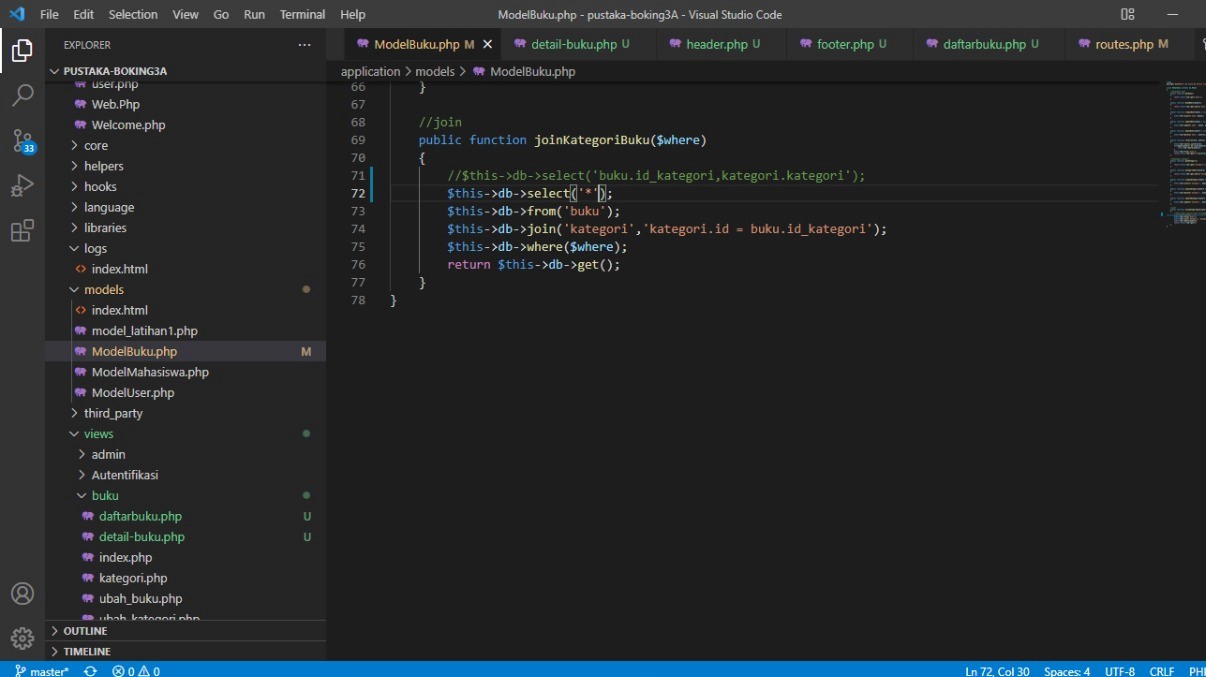 File Edit Selection View Go Run Terminal Help ModelBuku.php - pustaka-boking3A - Visual Studio Code
EXPLORER ...
ModelBuku.php M detail-buku.php U header.php U footer.php U daftarbuku.php U routes.php M
PUSTAKA-BOKING3A
application > models > ModelBuku.php
user.php
Web.Php
Welcome.php
core
helpers
hooks
language
libraries
logs
index.html
models
index.html
model_latihan1.php
ModelBuku.php M
ModelMahasiswa.php
ModelUser.php
third_party
views
admin
Autentifikasi
buku
daftarbuku.php U
detail-buku.php U
index.php
kategori.php
ubah_buku.php
ubah_kategori.php
OUTLINE
TIMELINE
33
66 }
67
68 //join
69 public function joinKategoriBuku($where)
70 {
71 //$this->db->select('buku.id_kategori,kategori.kategori');
72 $this->db->select('*');
73 $this->db->from('buku');
74 $this->db->join('kategori','kategori.id = buku.id_kategori');
75 $this->db->where($where);
76 return $this->db->get();
77 }
78 }
master* 0 0 Ln 72, Col 30 Spaces: 4 UTF-8 CRLF